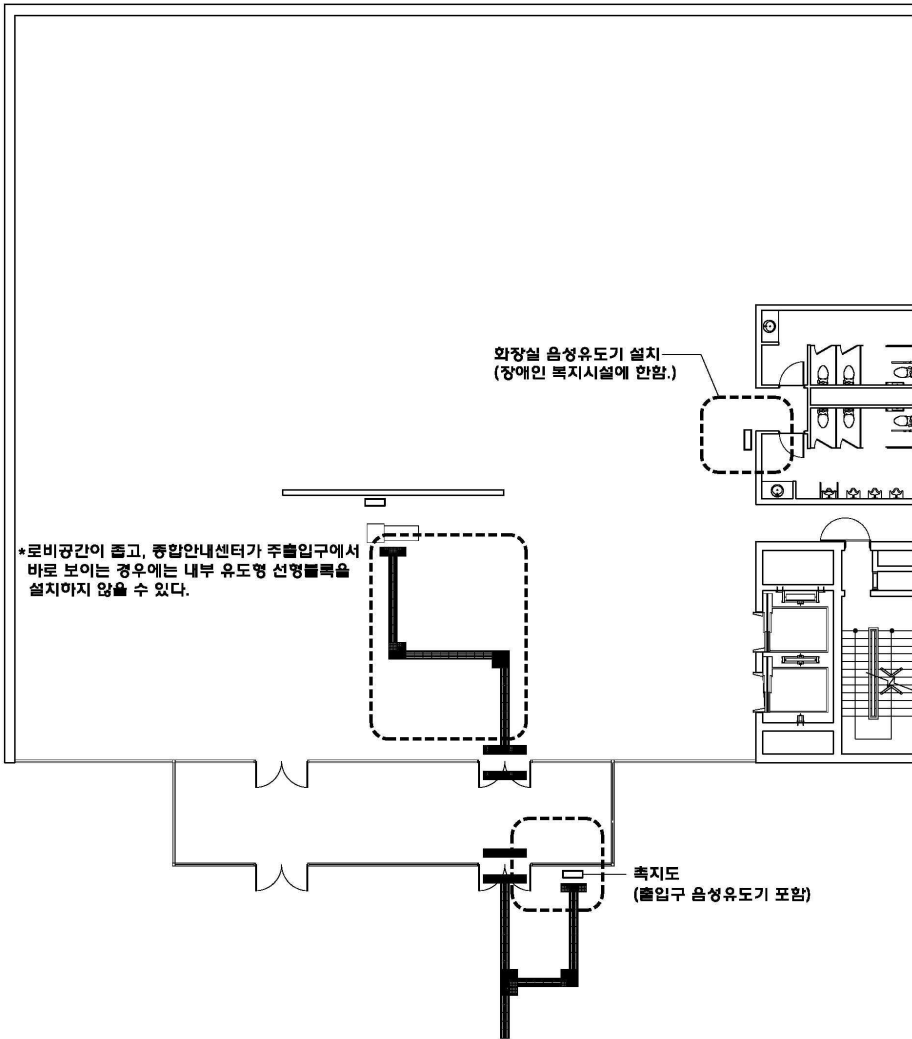 화장실 음성유도기 설치
(장애인 복지시설에 한함.)
*로비공간이 좁고, 종합안내센터가 주출입구에서
바로 보이는 경우에는 내부 유도형 선형블록을
설치하지 않을 수 있다.
촉지도
(출입구 음성유도기 포함)